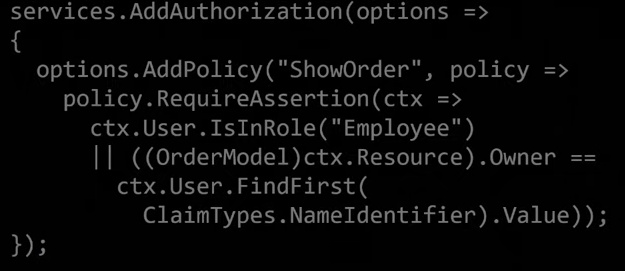 services.AddAuthorization(options =>
{
  options.AddPolicy("ShowOrder", policy =>
    policy.RequireAssertion(ctx =>
      ctx.User.IsInRole("Employee")
      || ((OrderModel)ctx.Resource).Owner ==
        ctx.User.FindFirst(
          ClaimTypes.NameIdentifier).Value));
});